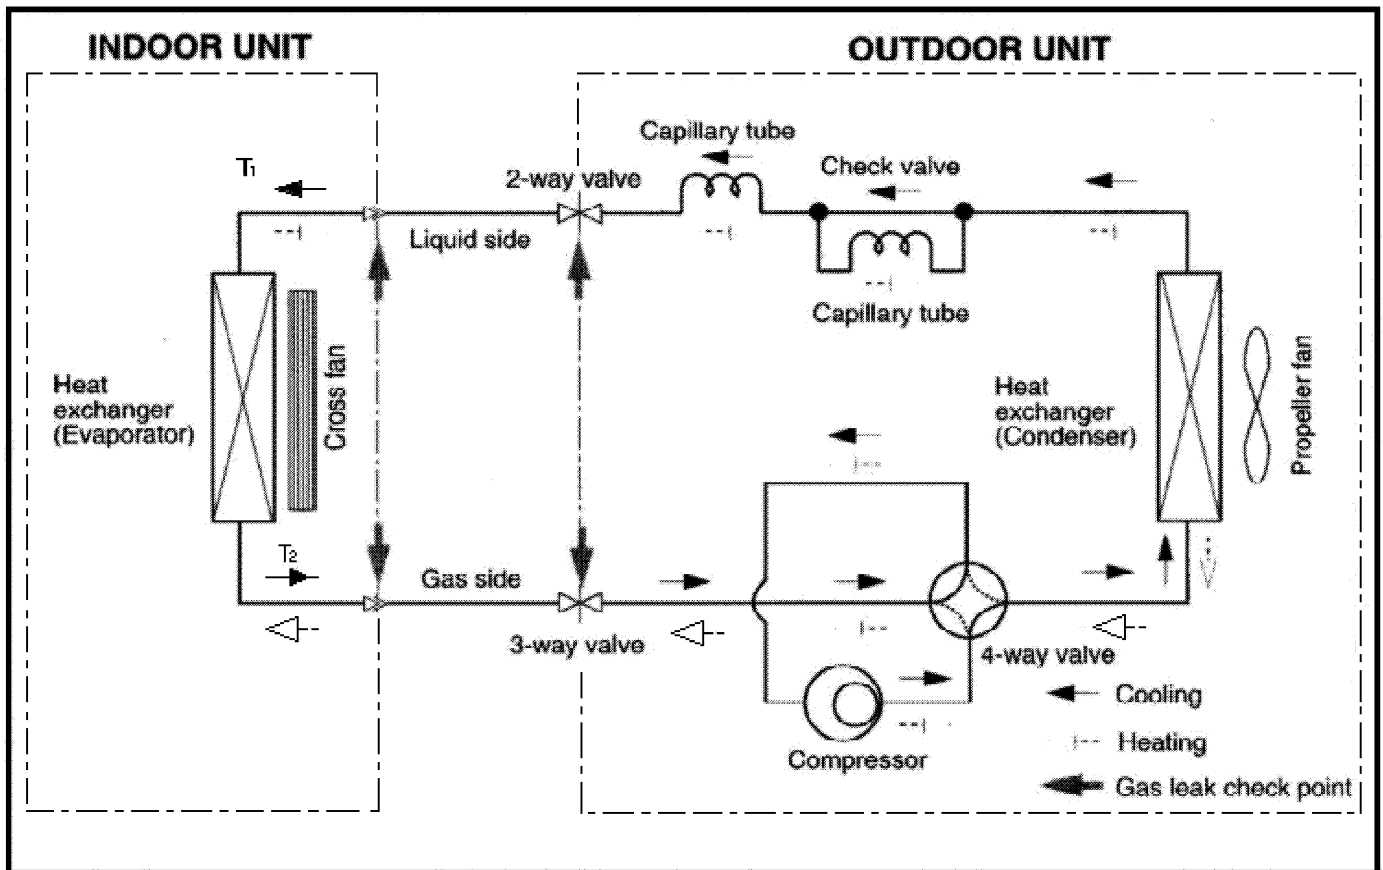 INDOOR UNIT
OUTDOOR UNIT
Capillary tube
T1
2-way valve
Check valve
Liquid side
Capillary tube
Heat
exchanger
(Evaporator)
Cross fan
Heat
exchanger
(Condenser)
Propeller fan
T2
Gas side
3-way valve
4-way valve
Compressor
Cooling
Heating
Gas leak check point